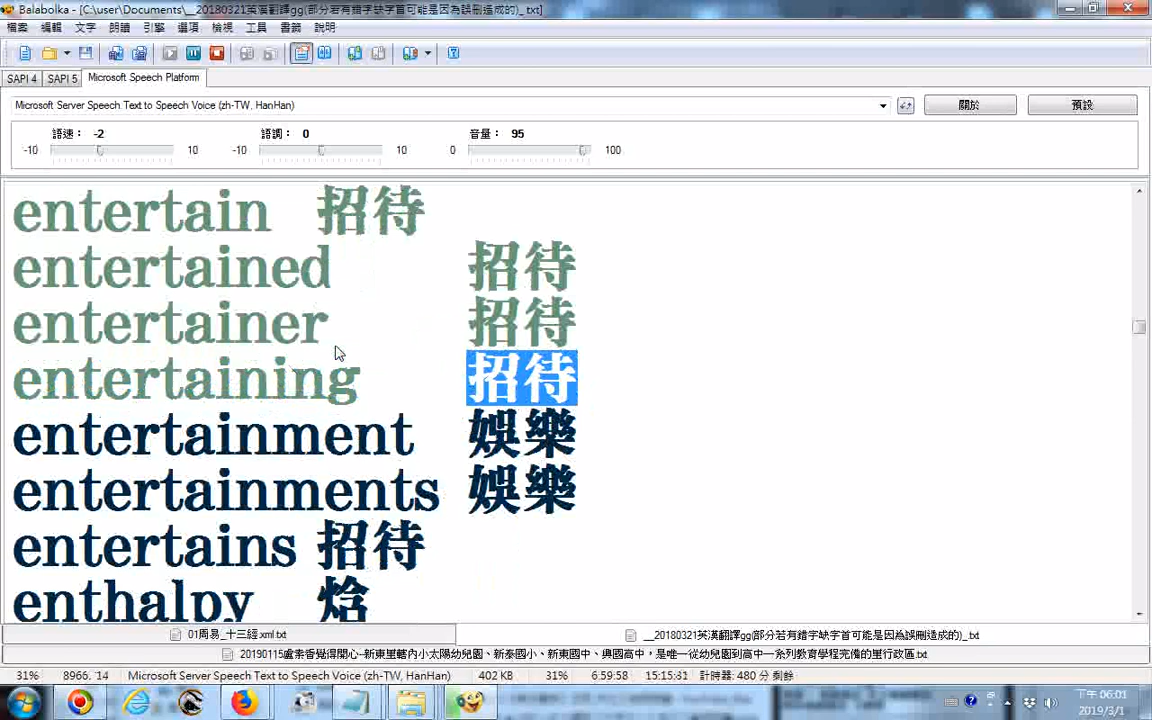 Balabolka - [C:\user\Documents\__20180321英漢翻譯gg(部分若有錯字缺字首可能是因為誤刪造成的)_.txt]
檔案 編輯 文字 朗讀 引擎 選項 檢視 工具 書籤 說明
SAPI 4 SAPI 5 Microsoft Speech Platform
Microsoft Server Speech Text to Speech Voice (zh-TW, HanHan) 關於 預設
語速： -2 語調： 0 音量： 95
-10 10 -10 10 0 100
entertain 招待
entertained 招待
entertainer 招待
entertaining 招待
entertainment 娛樂
entertainments 娛樂
entertains 招待
enthalpy 焓
01周易_十三經.xml.txt __20180321英漢翻譯gg(部分若有錯字缺字首可能是因為誤刪造成的)_.txt
20190115盧素香覺得開心-新東里轄內小太陽幼兒園、新泰國小、新東國中、興國高中，是唯一從幼兒園到高中一系列教育學程完備的里行政區.txt
31% 8966, 14 Microsoft Server Speech Text to Speech Voice (zh-TW, HanHan) 402 KB 31% 6:59:58 15:15:31 計時器: 480 分 剩餘
下午 06:01
2019/3/1